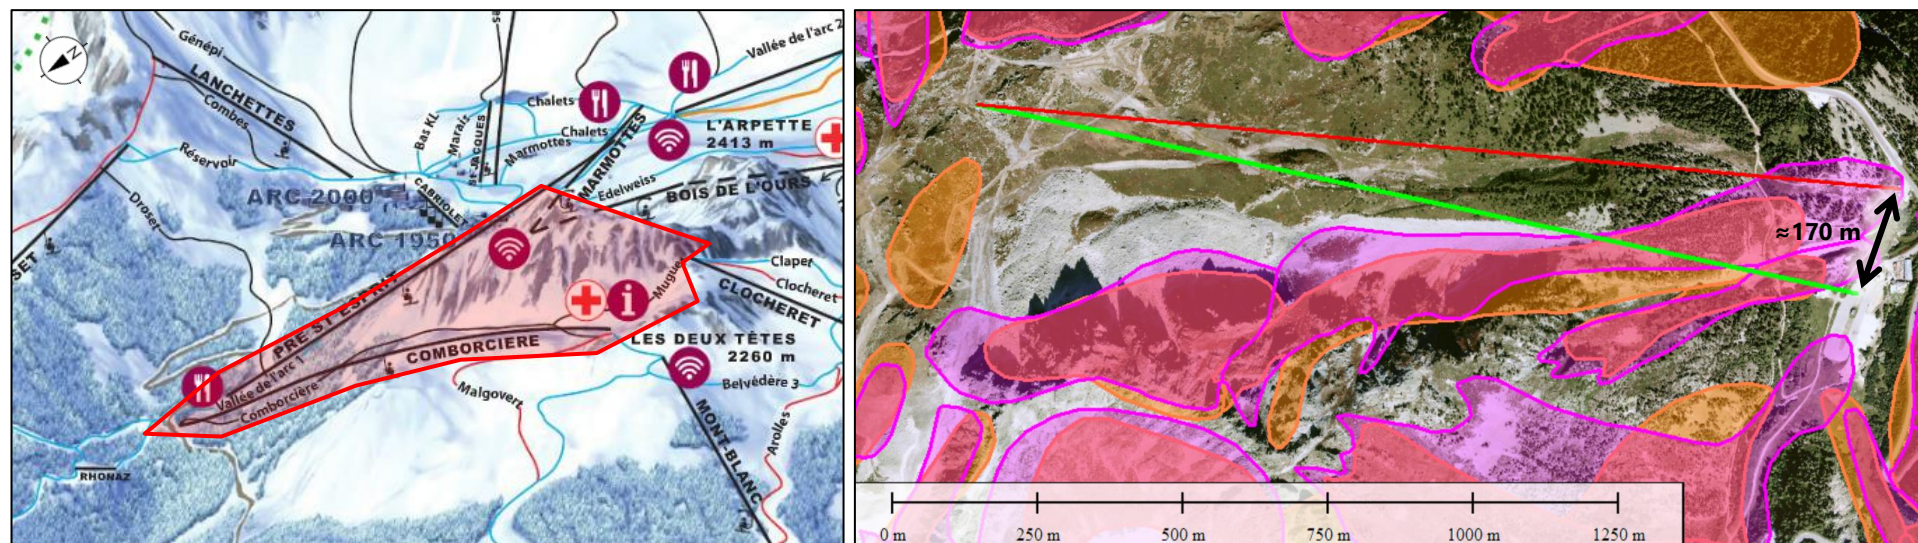 N
Génépi
LANCHETTES
Combes
Réservoir
Droset
SET
Bas KL
Marais
ST JACQUES
Chalets
Chalets
Marmottes
MARMOTTES
Vallée de l'arc 2
L'ARPETTE
2413 m
Edelweiss
BOIS DE L'OURS
ARC 2000
CABRIOLET
ARC 1950
PRE ST ESPRIT
i
Claper
Clocheret
CLOCHERET
COMBORCIERE
LES DEUX TÊTES
2260 m
Vallée de l'arc 1
Comborcière
Malgovert
Belvédère 3
MONT-BLANC
Arolles
RHONAZ
≈170 m
0 m 250 m 500 m 750 m 1000 m 1250 m